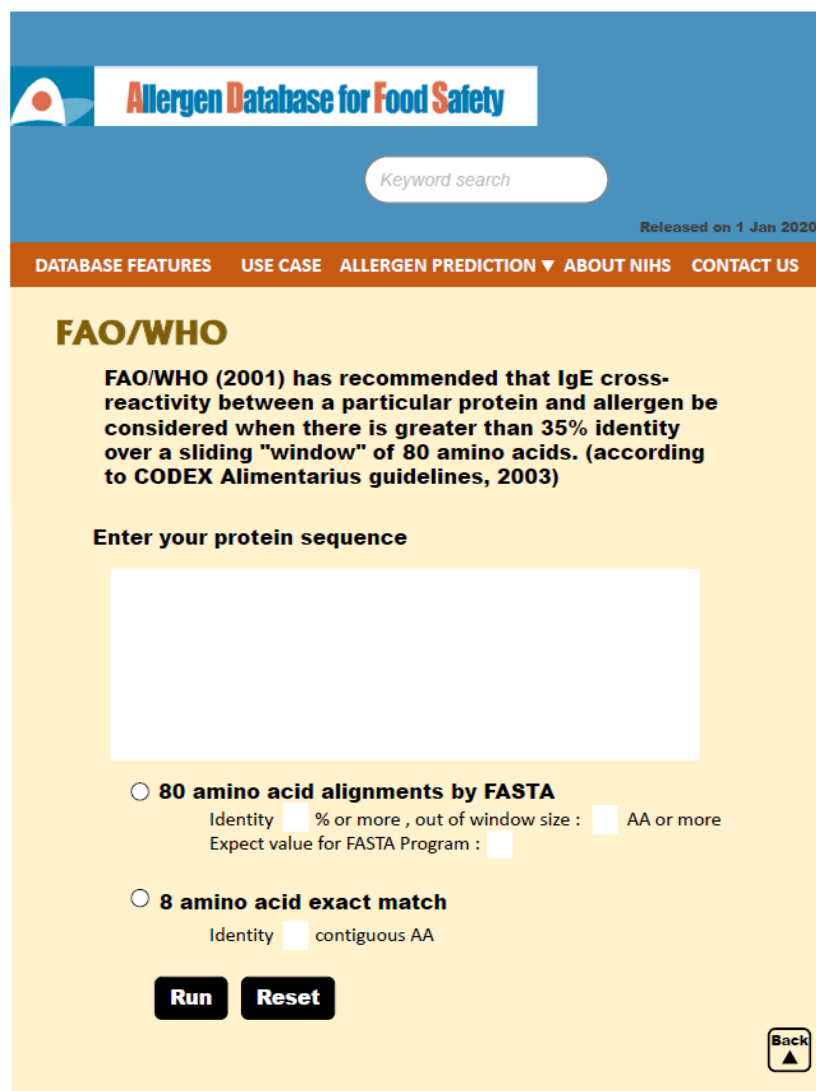 Allergen Database for Food Safety
Keyword search
Released on 1 Jan 2020
DATABASE FEATURES USE CASE ALLERGEN PREDICTION ▼ ABOUT NIHS CONTACT US
FAO/WHO
FAO/WHO (2001) has recommended that IgE cross-
reactivity between a particular protein and allergen be
considered when there is greater than 35% identity
over a sliding "window" of 80 amino acids. (according
to CODEX Alimentarius guidelines, 2003)
Enter your protein sequence
80 amino acid alignments by FASTA
Identity % or more , out of window size : AA or more
Expect value for FASTA Program :
8 amino acid exact match
Identity contiguous AA
Run Reset
Back